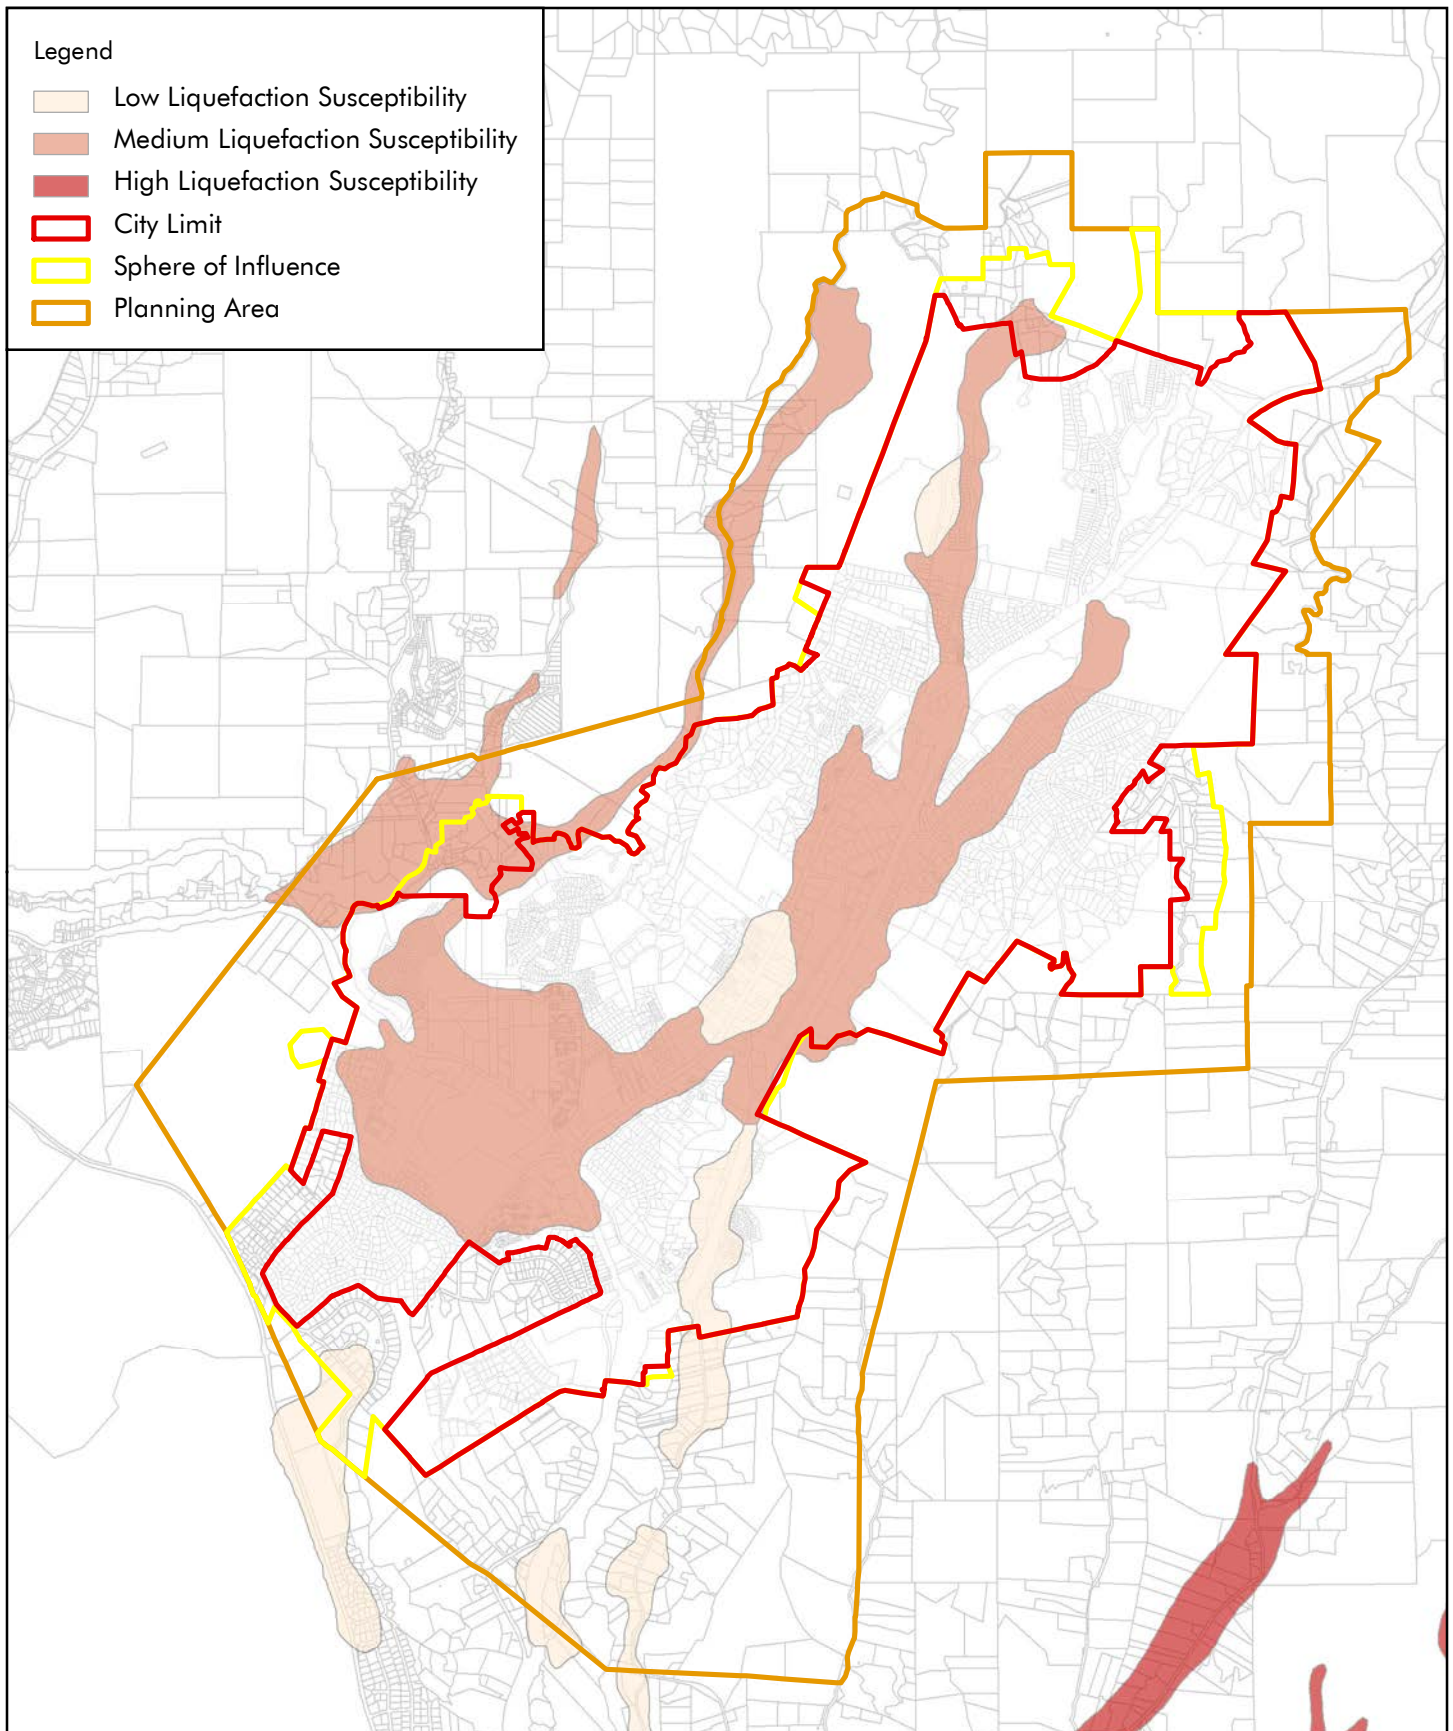 Legend
Low Liquefaction Susceptibility
Medium Liquefaction Susceptibility
High Liquefaction Susceptibility
City Limit
Sphere of Influence
Planning Area